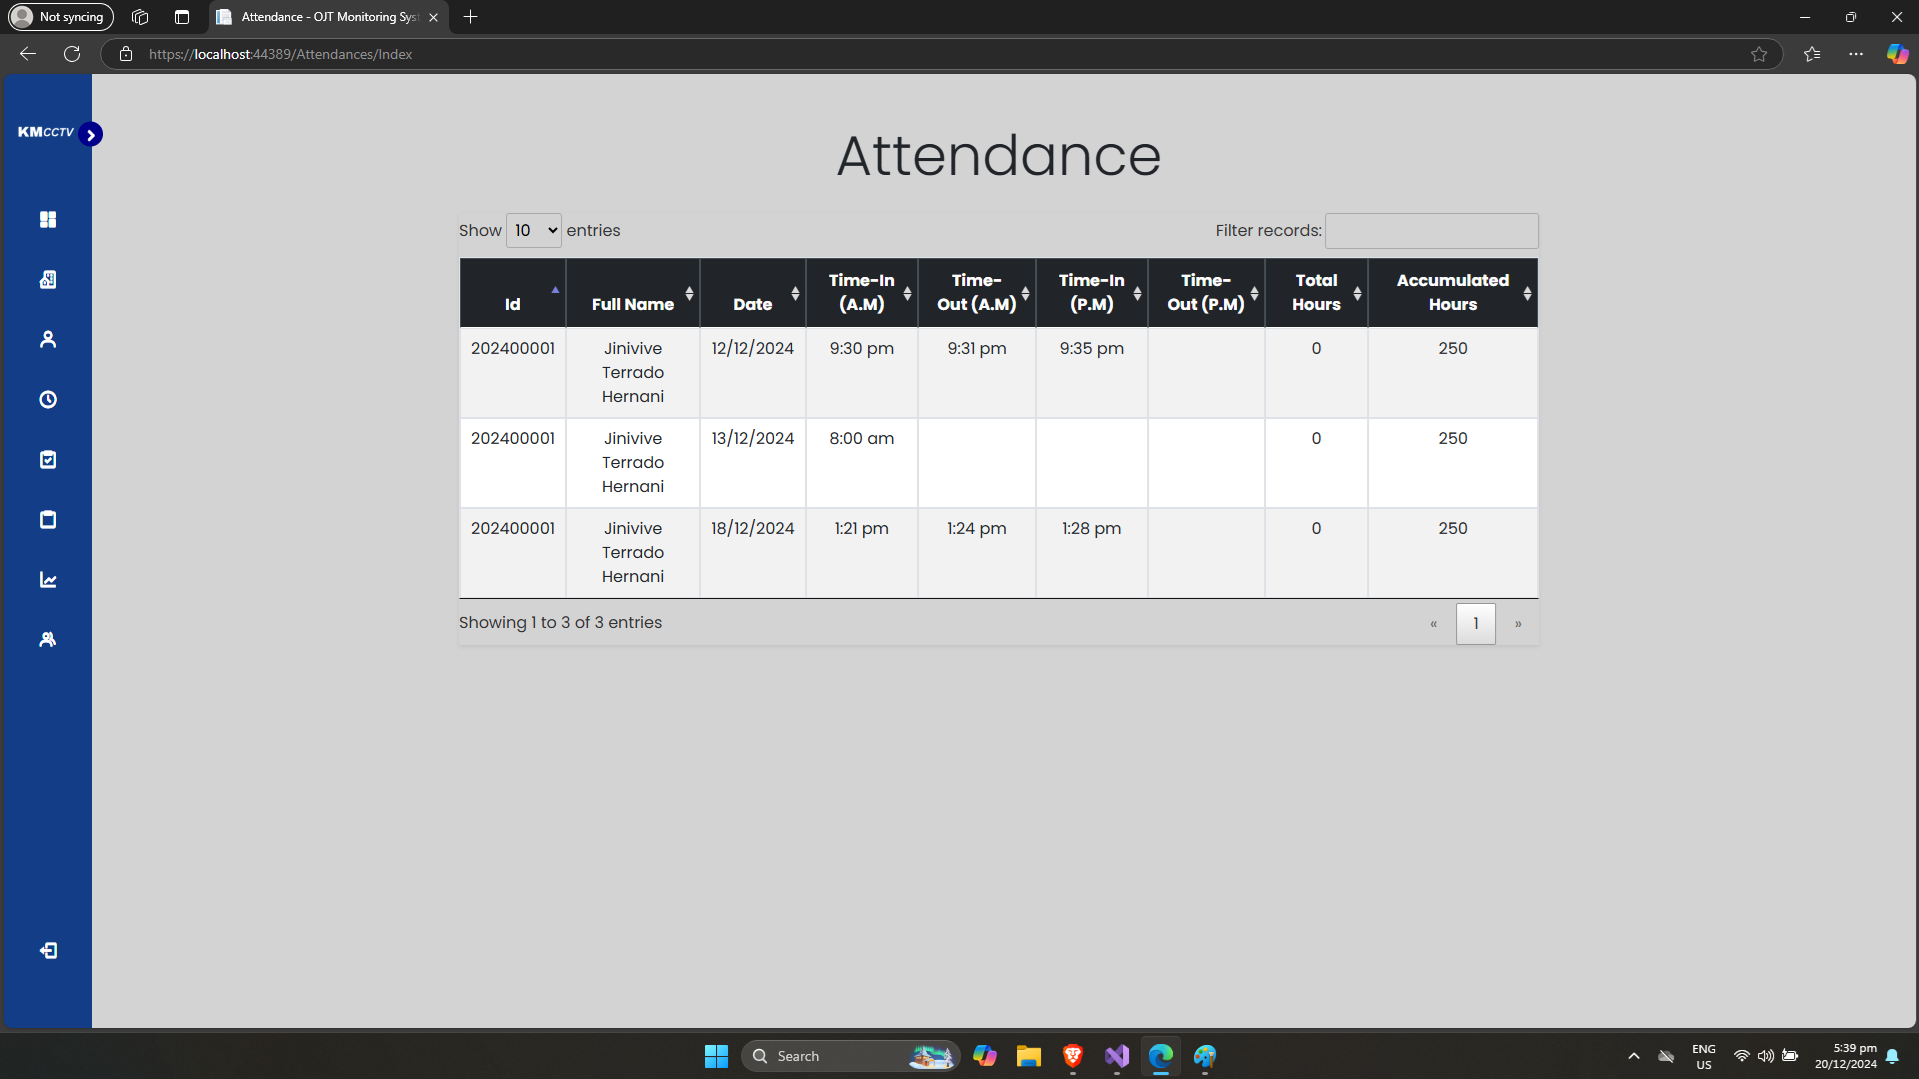 Not syncing
Attendance - OJT Monitoring Sys
https://localhost:44389/Attendances/Index
KMCCTV
Attendance
Show 10 entries
Filter records:
Id
Full Name
Date
Time-In (A.M)
Time-Out (A.M)
Time-In (P.M)
Time-Out (P.M)
Total Hours
Accumulated Hours
202400001
Jinivive
Terrado
Hernani
12/12/2024
9:30 pm
9:31 pm
9:35 pm
0
250
202400001
Jinivive
Terrado
Hernani
13/12/2024
8:00 am
0
250
202400001
Jinivive
Terrado
Hernani
18/12/2024
1:21 pm
1:24 pm
1:28 pm
0
250
Showing 1 to 3 of 3 entries
« 1 »
Search
ENG
US
5:39 pm
20/12/2024